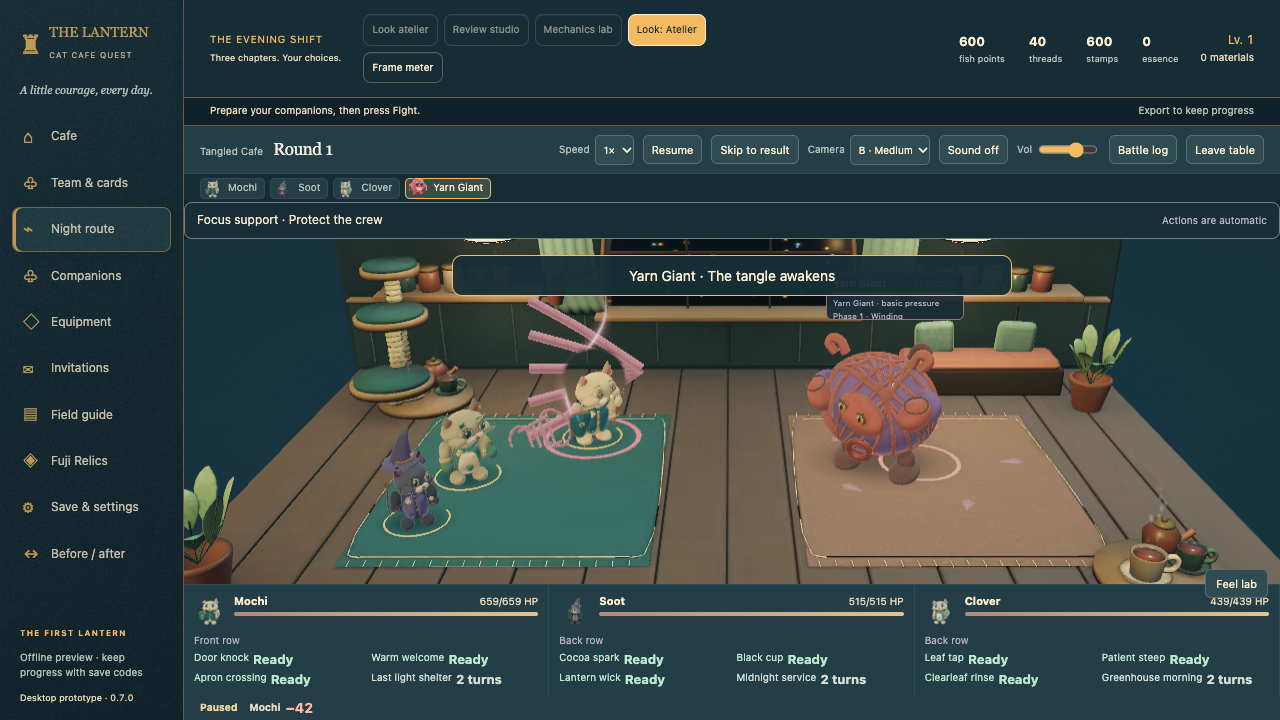 THE LANTERN
CAT CAFE QUEST
A little courage, every day.
Cafe
Team & cards
Night route
Companions
Equipment
Invitations
Field guide
Fuji Relics
Save & settings
Before / after
THE FIRST LANTERN
Offline preview · keep
progress with save codes
Desktop prototype · 0.7.0
THE EVENING SHIFT
Three chapters. Your choices.
Look atelier
Review studio
Mechanics lab
Look: Atelier
Frame meter
600 fish points
40 threads
600 stamps
0 essence
Lv. 1
0 materials
Prepare your companions, then press Fight.
Export to keep progress
Tangled Cafe Round 1
Speed 1x
Resume
Skip to result
Camera B · Medium
Sound off
Vol
Battle log
Leave table
Mochi
Soot
Clover
Yarn Giant
Focus support · Protect the crew
Actions are automatic
Yarn Giant · The tangle awakens
Yarn Giant
Yarn Giant · basic pressure
Phase 1 · Winding
Feel lab
Mochi 659/659 HP
Front row
Door knock Ready
Warm welcome Ready
Apron crossing Ready
Last light shelter 2 turns
Soot 515/515 HP
Back row
Cocoa spark Ready
Black cup Ready
Lantern wick Ready
Midnight service 2 turns
Clover 439/439 HP
Back row
Leaf tap Ready
Patient steep Ready
Clearleaf rinse Ready
Greenhouse morning 2 turns
Paused Mochi −42